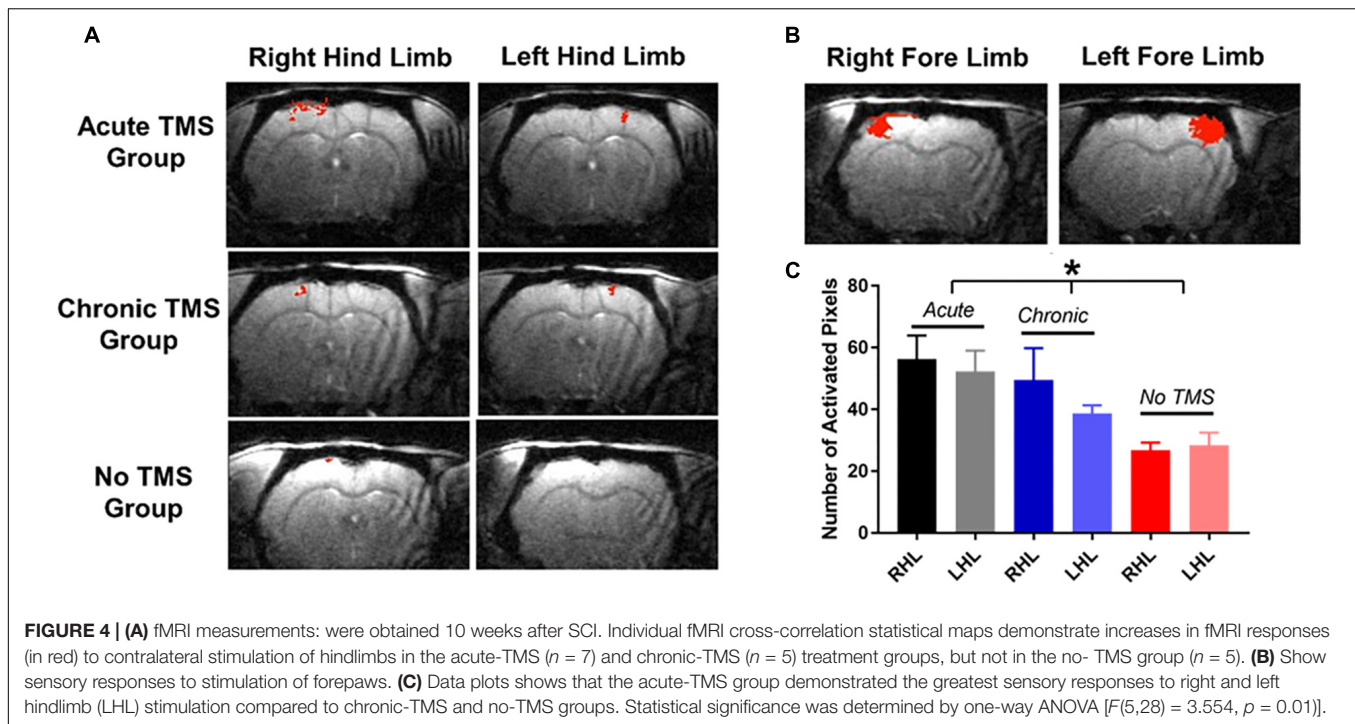 A
Right Hind Limb
Left Hind Limb
Acute TMS
Group
Chronic TMS
Group
No TMS
Group
B
Right Fore Limb
Left Fore Limb
C
Number of Activated Pixels
80
60
40
20
0
*
Acute
Chronic
No TMS
RHL
LHL
RHL
LHL
RHL
LHL
FIGURE 4 | (A) fMRI measurements: were obtained 10 weeks after SCI. Individual fMRI cross-correlation statistical maps demonstrate increases in fMRI responses
(in red) to contralateral stimulation of hindlimbs in the acute-TMS (n = 7) and chronic-TMS (n = 5) treatment groups, but not in the no- TMS group (n = 5). (B) Show
sensory responses to stimulation of forepaws. (C) Data plots shows that the acute-TMS group demonstrated the greatest sensory responses to right and left
hindlimb (LHL) stimulation compared to chronic-TMS and no-TMS groups. Statistical significance was determined by one-way ANOVA [F(5,28) = 3.554, p = 0.01)].